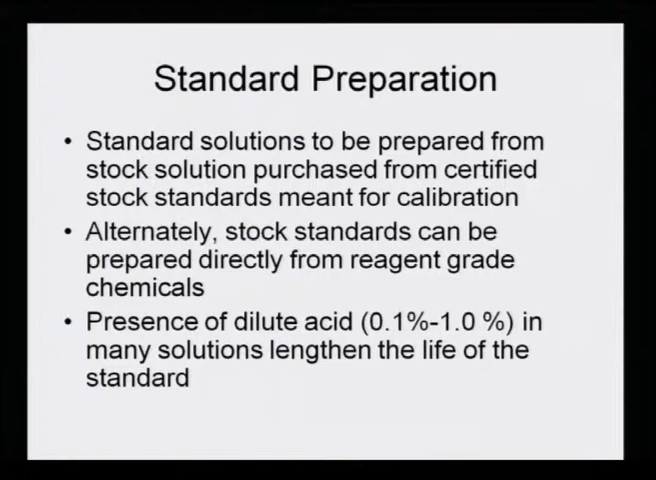 Standard Preparation
• Standard solutions to be prepared from
stock solution purchased from certified
stock standards meant for calibration
• Alternately, stock standards can be
prepared directly from reagent grade
chemicals
• Presence of dilute acid (0.1%-1.0 %) in
many solutions lengthen the life of the
standard